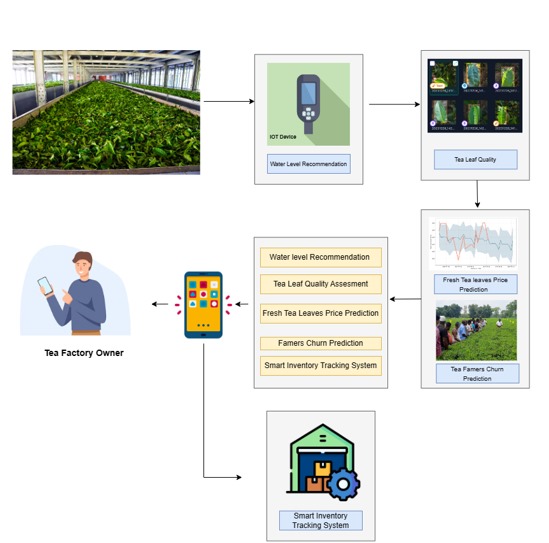 IOT Device
Water Level Recommendation
Tea Leaf Quality
Fresh Tea leaves Price
Prediction
Tea Famers Churn
Prediction
Water level Recommendation
Tea Leaf Quality Assesment
Fresh Tea Leaves Price Prediction
Famers Churn Prediction
Smart Inventory Tracking System
Tea Factory Owner
Smart Inventory
Tracking System